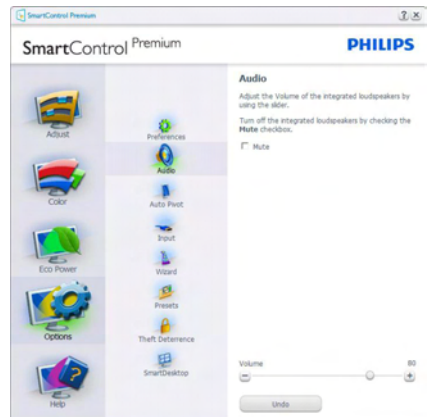 SmartControl Premium
SmartControl Premium
PHILIPS
Adjust
Color
Eco Power
Options
Help
Preferences
Audio
Auto Pivot
Input
Wizard
Presets
Theft Deterrence
SmartDesktop
Audio
Adjust the Volume of the integrated loudspeakers by
using the slider.
Turn off the integrated loudspeakers by checking the
Mute checkbox.
Mute
Volume 80
Undo